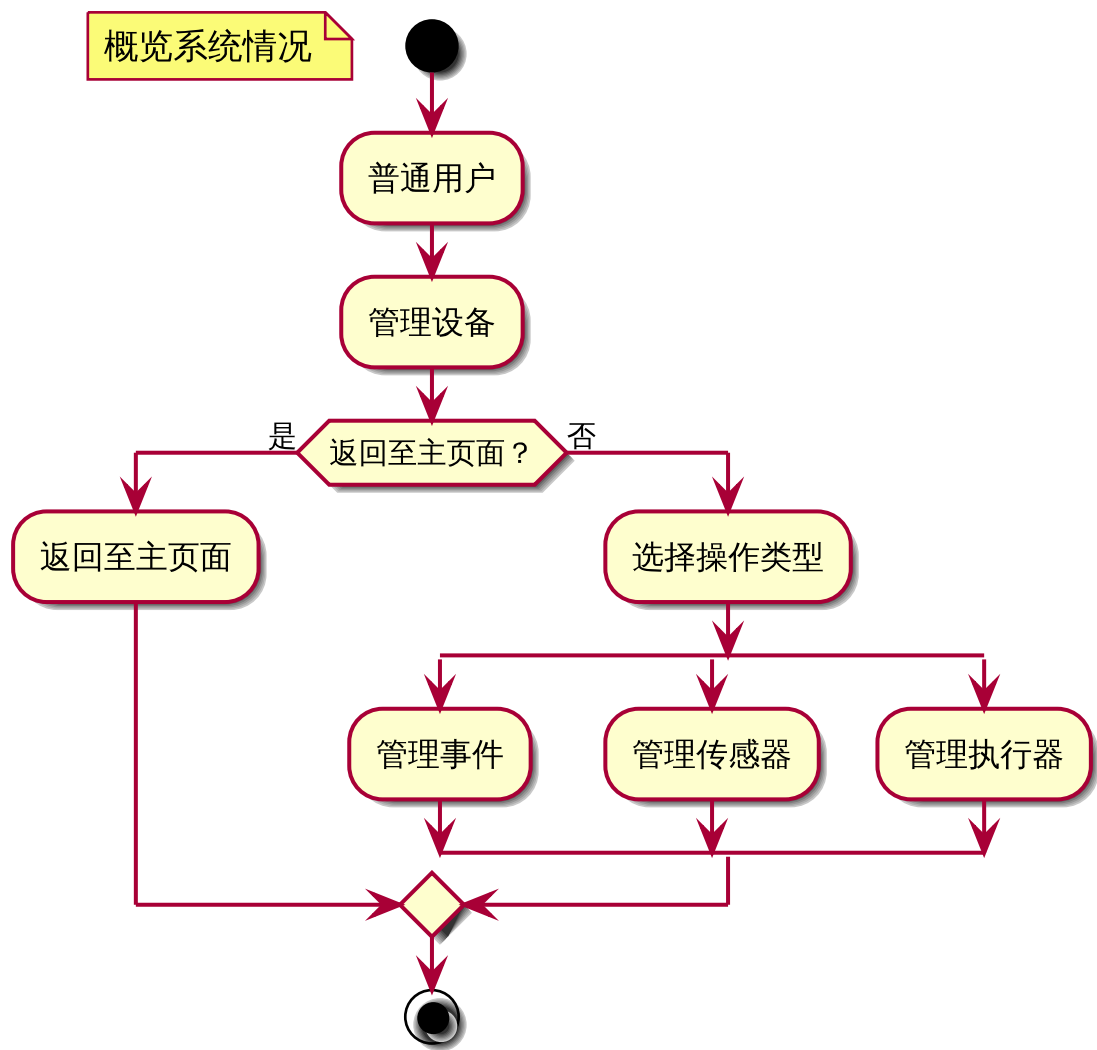 概览系统情况
普通用户
管理设备
是
返回至主页面？
否
返回至主页面
选择操作类型
管理事件
管理传感器
管理执行器